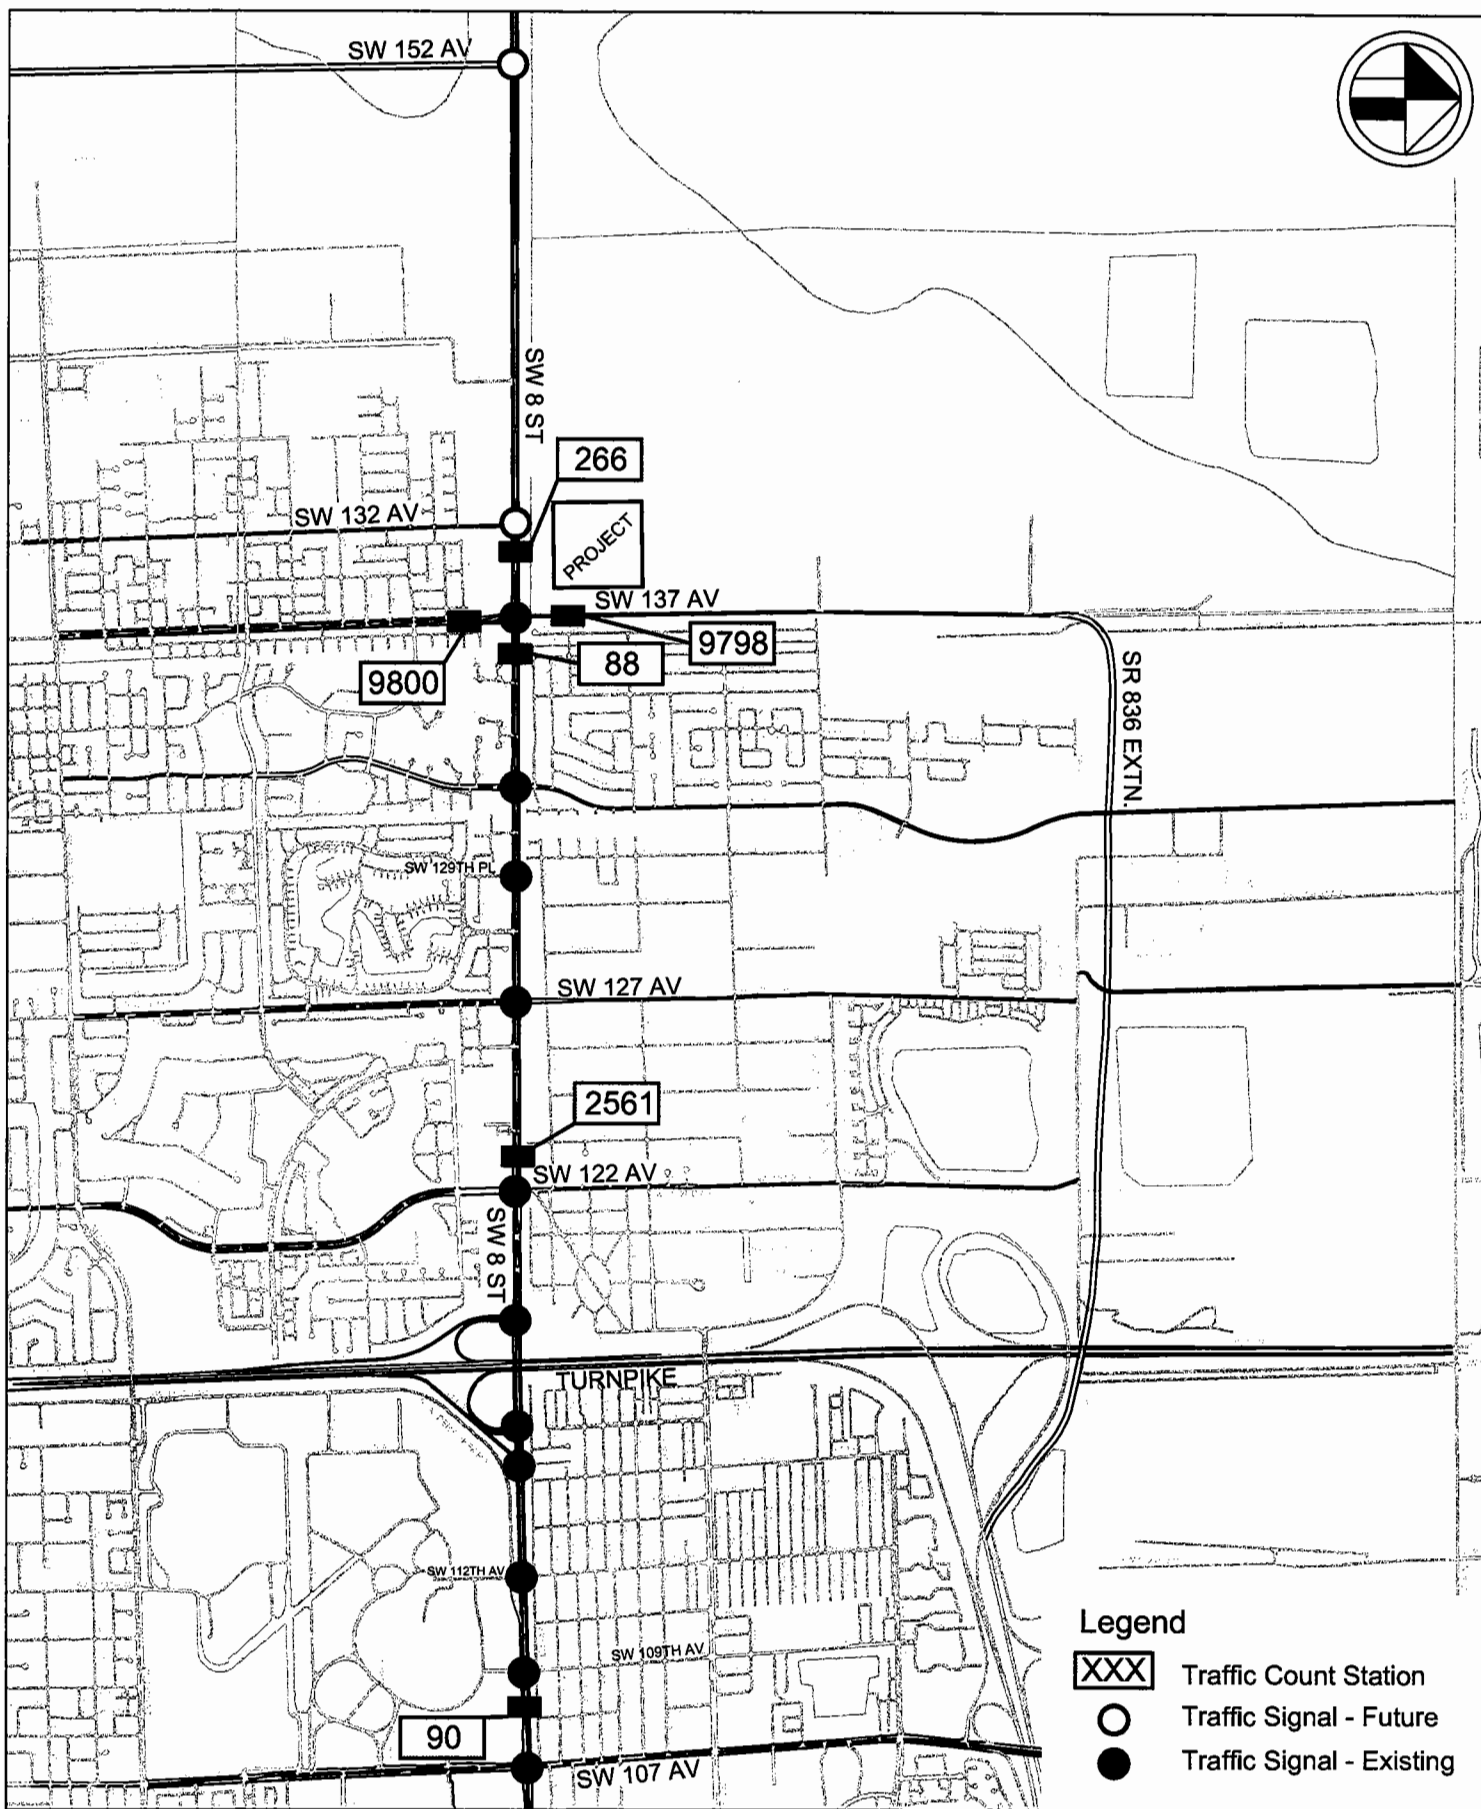 SW 152 AV
SW 8 ST
266
SW 132 AV
PROJECT
SW 137 AV
9798
88
9800
SR 836 EXTN.
SW 129TH PL
SW 127 AV
2561
SW 122 AV
SW 8 ST
TURNPIKE
SW 112TH AV
SW 109TH AV
90
SW 107 AV
Legend
XXX Traffic Count Station
Traffic Signal - Future
Traffic Signal - Existing